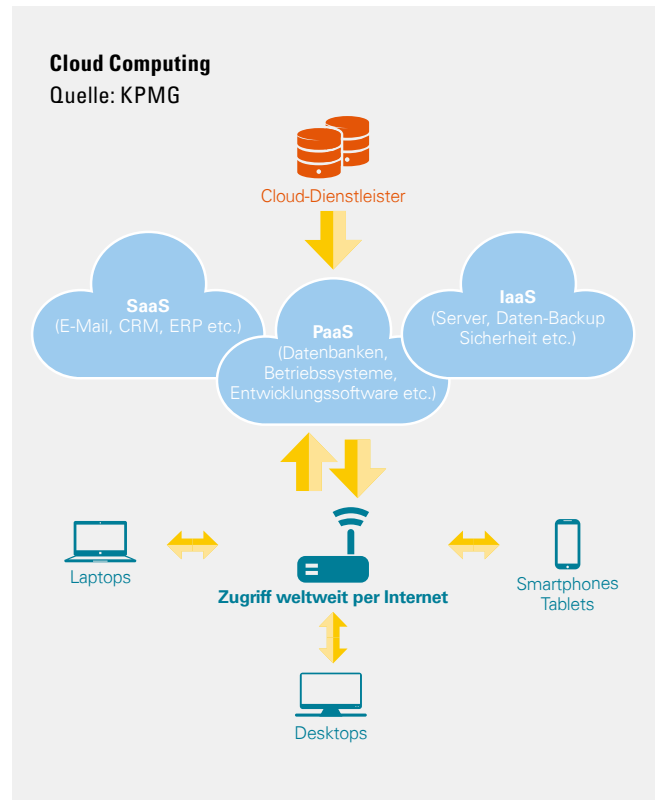 Cloud Computing
Quelle: KPMG
Cloud-Dienstleister
SaaS
(E-Mail, CRM, ERP etc.)
PaaS
(Datenbanken,
Betriebssysteme,
Entwicklungssoftware etc.)
IaaS
(Server, Daten-Backup
Sicherheit etc.)
Laptops
Zugriff weltweit per Internet
Smartphones
Tablets
Desktops